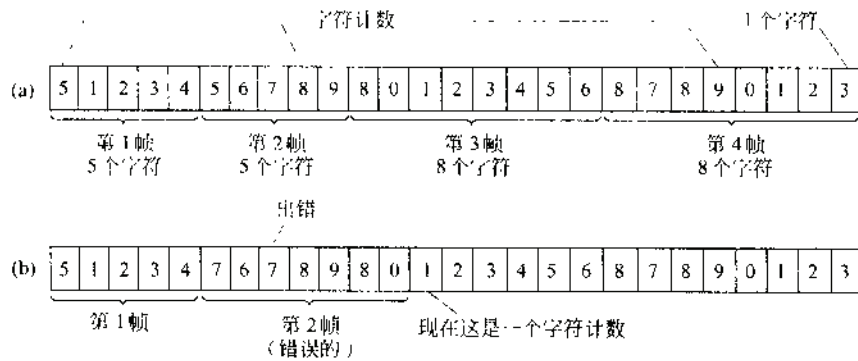 字符计数 1个字符
(a) 5 1 2 3 4 5 6 7 8 9 8 0 1 2 3 4 5 6 8 7 8 9 0 1 2 3
第1帧 第2帧 第3帧 第4帧
5个字符 5个字符 8个字符 8个字符
出错
(b) 5 1 2 3 4 7 6 7 8 9 8 0 1 2 3 4 5 6 8 7 8 9 0 1 2 3
第1帧 第2帧 现在这是一个字符计数
(错误的)